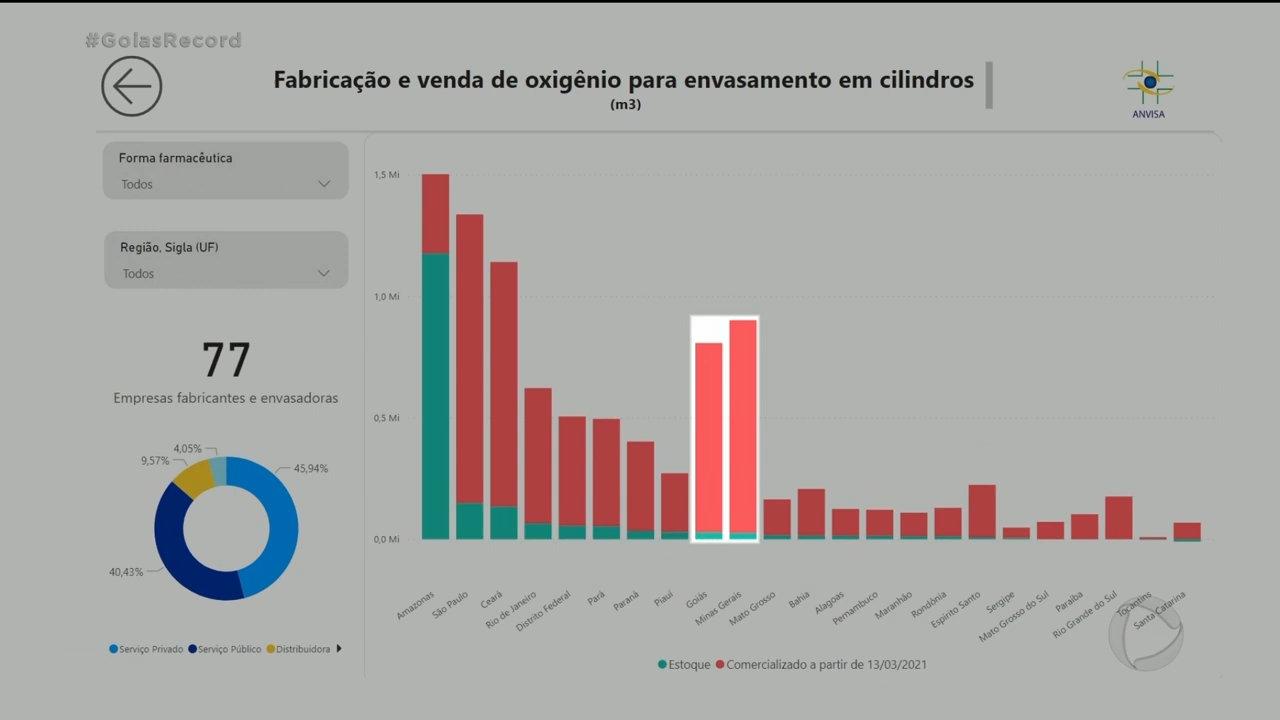 #GoiasRecord
Fabricação e venda de oxigênio para envasamento em cilindros
(m3)
ANVISA
Forma farmacêutica
Todos
Região, Sigla (UF)
Todos
77
Empresas fabricantes e envasadoras
4,05%
9,57%
45,94%
40,43%
Serviço Privado Serviço Público Distribuidora
1,5 Mi
1,0 Mi
0,5 Mi
0,0 Mi
Amazonas
São Paulo
Ceará
Rio de Janeiro
Distrito Federal
Pará
Paraná
Piauí
Goiás
Minas Gerais
Mato Grosso
Bahia
Alagoas
Pernambuco
Maranhão
Rondônia
Espírito Santo
Sergipe
Mato Grosso do Sul
Paraíba
Rio Grande do Sul
Tocantins
Santa Catarina
Estoque Comercializado a partir de 13/03/2021